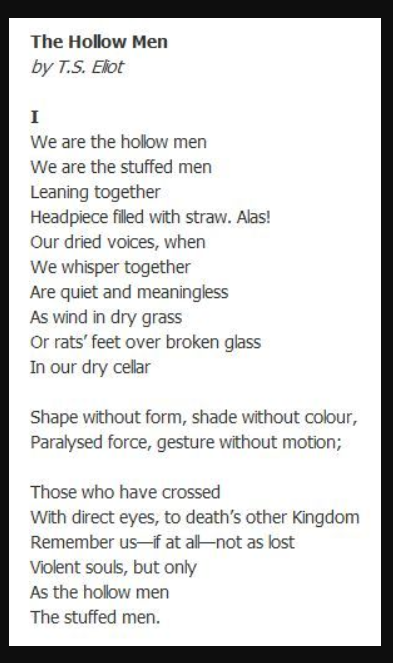 The Hollow Men
by T.S. Eliot
I
We are the hollow men
We are the stuffed men
Leaning together
Headpiece filled with straw. Alas!
Our dried voices, when
We whisper together
Are quiet and meaningless
As wind in dry grass
Or rats’ feet over broken glass
In our dry cellar
Shape without form, shade without colour,
Paralysed force, gesture without motion;
Those who have crossed
With direct eyes, to death’s other Kingdom
Remember us—if at all—not as lost
Violent souls, but only
As the hollow men
The stuffed men.